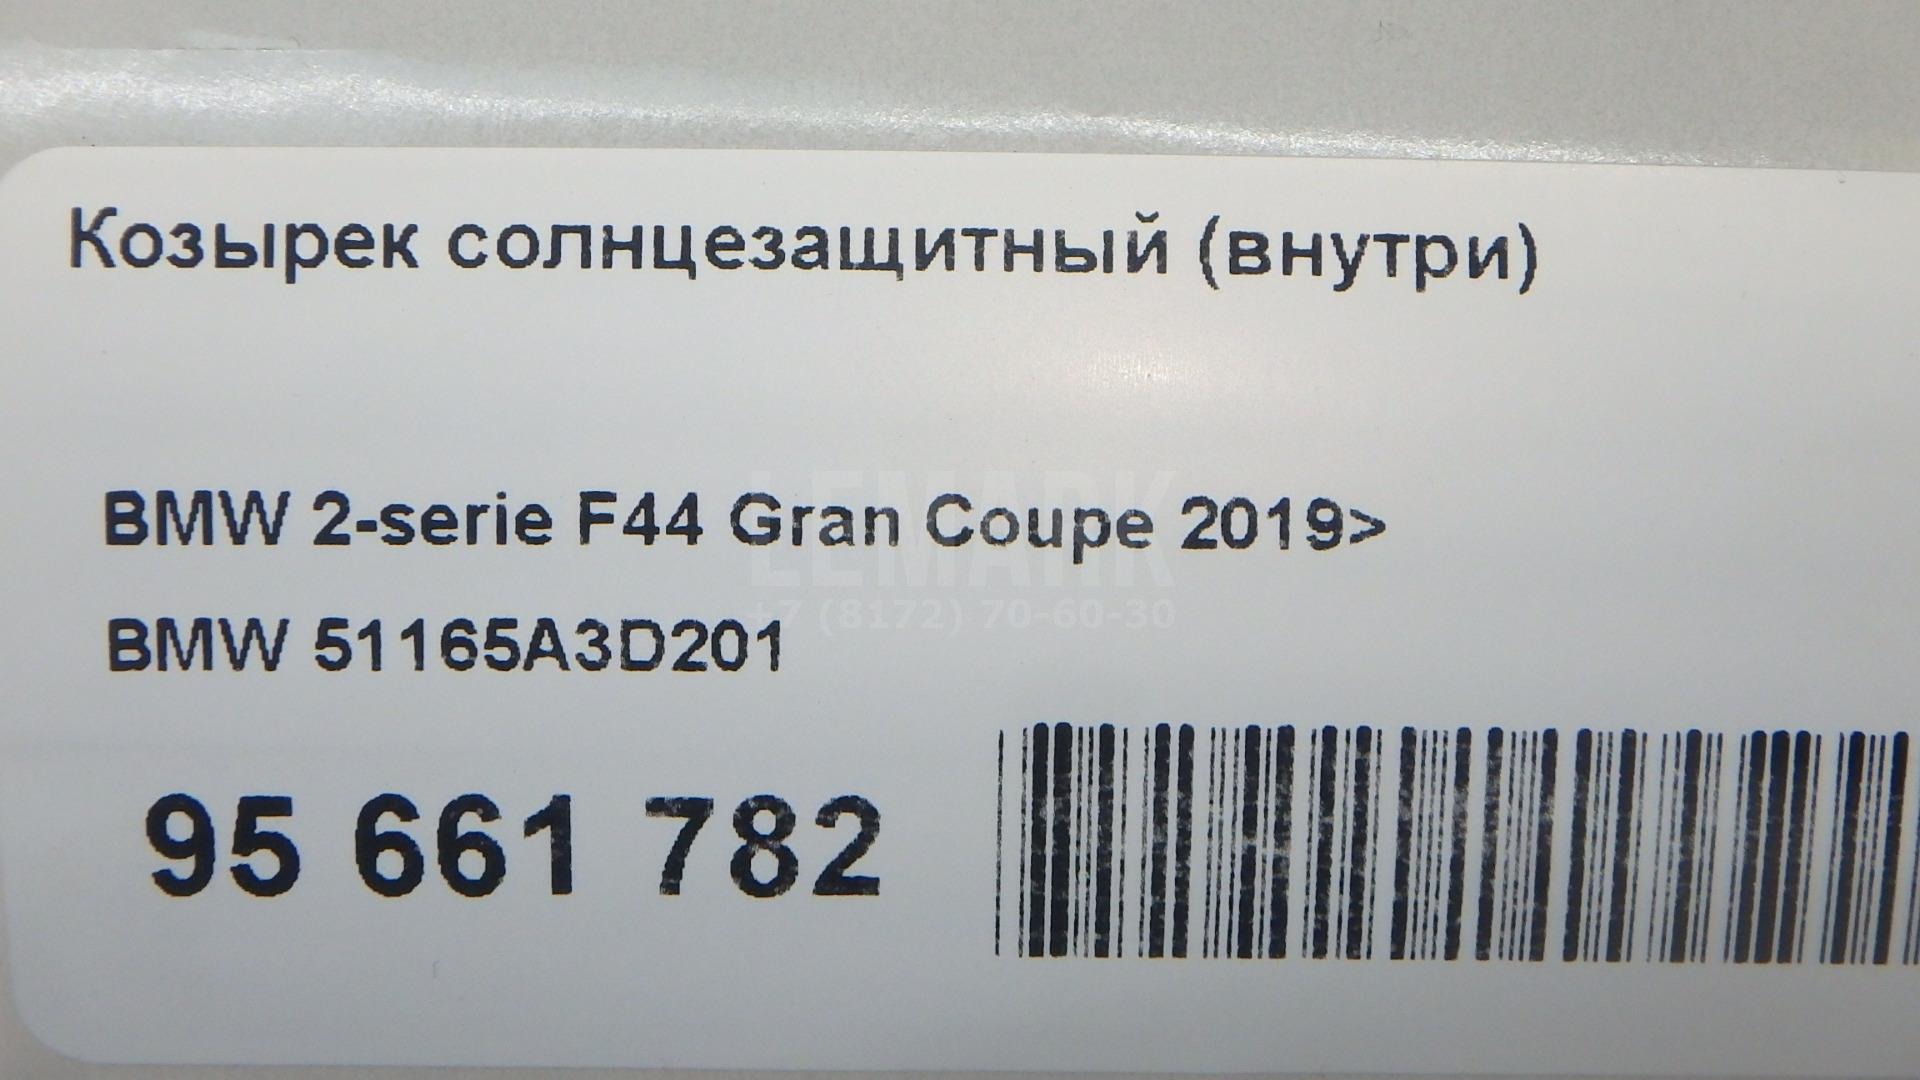 Козырек солнцезащитный (внутри)
BMW 2-serie F44 Gran Coupe 2019>
LEMARK
+7 (8172) 70-60-30
BMW 51165A3D201
95 661 782